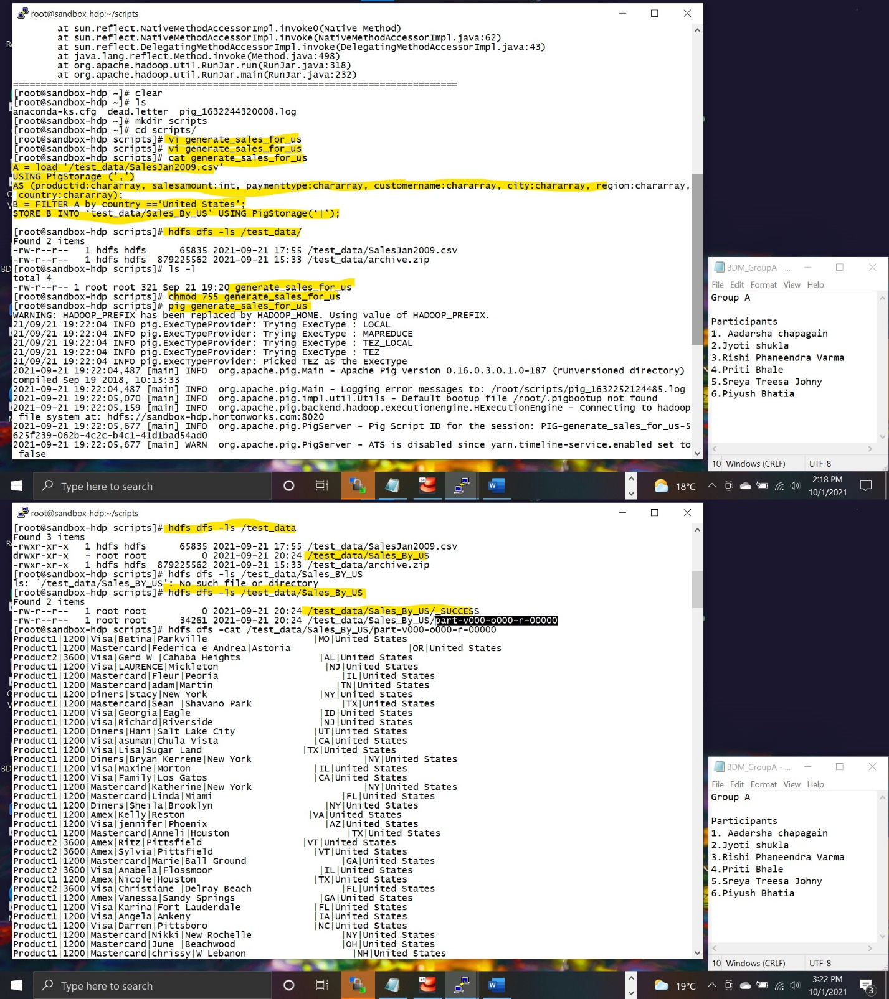 root@sandbox-hdp:~/scripts
at sun.reflect.NativeMethodAccessorImpl.invoke0(Native Method)
at sun.reflect.NativeMethodAccessorImpl.invoke(NativeMethodAccessorImpl.java:62)
at sun.reflect.DelegatingMethodAccessorImpl.invoke(DelegatingMethodAccessorImpl.java:43)
at java.lang.reflect.Method.invoke(Method.java:498)
at org.apache.hadoop.util.RunJar.run(RunJar.java:318)
at org.apache.hadoop.util.RunJar.main(RunJar.java:232)
================================================================================
[root@sandbox-hdp ~]# clear
[root@sandbox-hdp ~]# ls
anaconda-ks.cfg  dead.letter  pig_1632244320008.log
[root@sandbox-hdp ~]# mkdir scripts
[root@sandbox-hdp ~]# cd scripts/
[root@sandbox-hdp scripts]# vi generate_sales_for_us
[root@sandbox-hdp scripts]# vi generate_sales_for_us
[root@sandbox-hdp scripts]# cat generate_sales_for_us
A = load '/test_data/SalesJan2009.csv'
USING PigStorage (',')
AS (productid:chararray, salesamount:int, paymenttype:chararray, customername:chararray, city:chararray, region:chararray,
country:chararray);
B = FILTER A by country ==‘United States’;
STORE B INTO ‘test_data/Sales_By_US’ USING PigStorage(‘|’);
[root@sandbox-hdp scripts]# hdfs dfs -ls /test_data/
Found 2 items
-rw-r--r--   1 hdfs hdfs      65835 2021-09-21 17:55 /test_data/SalesJan2009.csv
-rw-r--r--   1 hdfs hdfs  879225562 2021-09-21 15:33 /test_data/archive.zip
[root@sandbox-hdp scripts]# ls -l
total 4
-rw-r--r-- 1 root root 321 Sep 21 19:20 generate_sales_for_us
[root@sandbox-hdp scripts]# chmod 755 generate_sales_for_us
[root@sandbox-hdp scripts]# pig generate_sales_for_us
WARNING: HADOOP_PREFIX has been replaced by HADOOP_HOME. Using value of HADOOP_PREFIX.
21/09/21 19:22:04 INFO pig.ExecTypeProvider: Trying ExecType : LOCAL
21/09/21 19:22:04 INFO pig.ExecTypeProvider: Trying ExecType : MAPREDUCE
21/09/21 19:22:04 INFO pig.ExecTypeProvider: Trying ExecType : TEZ_LOCAL
21/09/21 19:22:04 INFO pig.ExecTypeProvider: Trying ExecType : TEZ
21/09/21 19:22:04 INFO pig.ExecTypeProvider: Picked TEZ as the ExecType
2021-09-21 19:22:04,487 [main] INFO  org.apache.pig.Main - Apache Pig version 0.16.0.3.0.1.0-187 (rUnversioned directory)
compiled Sep 19 2018, 10:13:33
2021-09-21 19:22:04,487 [main] INFO  org.apache.pig.Main - Logging error messages to: /root/scripts/pig_1632252124485.log
2021-09-21 19:22:05,070 [main] INFO  org.apache.pig.impl.util.Utils - Default bootup file /root/.pigbootup not found
2021-09-21 19:22:05,159 [main] INFO  org.apache.pig.backend.hadoop.executionengine.HExecutionEngine - Connecting to hadoop
file system at: hdfs://sandbox-hdp.hortonworks.com:8020
2021-09-21 19:22:05,677 [main] INFO  org.apache.pig.PigServer - Pig Script ID for the session: PIG-generate_sales_for_us-5
625f239-062b-4c2c-b4c1-41d1bad54ad0
2021-09-21 19:22:05,677 [main] WARN  org.apache.pig.PigServer - ATS is disabled since yarn.timeline-service.enabled set to
false
BDM_GroupA - ...
File Edit Format View Help
Group A
Participants
1. Aadarsha chapagain
2.Jyoti shukla
3.Rishi Phaneendra Varma
4.Priti Bhale
5.Sreya Treesa Johny
6.Piyush Bhatia
10 Windows (CRLF) UTF-8
Type here to search
18°C
2:18 PM
10/1/2021
root@sandbox-hdp:~/scripts
[root@sandbox-hdp scripts]# hdfs dfs -ls /test_data
Found 3 items
-rwxr-xr-x   1 hdfs hdfs      65835 2021-09-21 17:55 /test_data/SalesJan2009.csv
drwxr-xr-x   - root root          0 2021-09-21 20:24 /test_data/Sales_By_US
-rwxr-xr-x   1 hdfs hdfs  879225562 2021-09-21 15:33 /test_data/archive.zip
[root@sandbox-hdp scripts]# hdfs dfs -ls /test_data/Sales_BY_US
ls: `/test_data/Sales_BY_US': No such file or directory
[root@sandbox-hdp scripts]# hdfs dfs -ls /test_data/Sales_By_US
Found 2 items
-rw-r--r--   1 root root          0 2021-09-21 20:24 /test_data/Sales_By_US/_SUCCESS
-rw-r--r--   1 root root      34261 2021-09-21 20:24 /test_data/Sales_By_US/part-v000-o000-r-00000
[root@sandbox-hdp scripts]# hdfs dfs -cat /test_data/Sales_By_US/part-v000-o000-r-00000
Product1|1200|Visa|Betina|Parkville |MO|United States
Product1|1200|Mastercard|Federica e Andrea|Astoria |OR|United States
Product2|3600|Visa|Gerd W |Cahaba Heights |AL|United States
Product1|1200|Visa|LAURENCE|Mickleton |NJ|United States
Product1|1200|Mastercard|Fleur|Peoria |IL|United States
Product1|1200|Mastercard|adam|Martin |TN|United States
Product1|1200|Diners|Stacy|New York |NY|United States
Product1|1200|Mastercard|Sean |Shavano Park |TX|United States
Product1|1200|Visa|Georgia|Eagle |ID|United States
Product1|1200|Visa|Richard|Riverside |NJ|United States
Product1|1200|Diners|Hani|Salt Lake City |UT|United States
Product1|1200|Visa|asuman|Chula Vista |CA|United States
Product1|1200|Visa|Lisa|Sugar Land |TX|United States
Product1|1200|Diners|Bryan Kerrene|New York |NY|United States
Product1|1200|Visa|Maxine|Morton |IL|United States
Product1|1200|Visa|Family|Los Gatos |CA|United States
Product1|1200|Mastercard|Katherine|New York |NY|United States
Product1|1200|Mastercard|Linda|Miami |FL|United States
Product1|1200|Diners|Sheila|Brooklyn |NY|United States
Product1|1200|Amex|Kelly|Reston |VA|United States
Product1|1200|Visa|jennifer|Phoenix |AZ|United States
Product1|1200|Mastercard|Anneli|Houston |TX|United States
Product2|3600|Amex|Ritz|Pittsfield |VT|United States
Product2|3600|Amex|Sylvia|Pittsfield |VT|United States
Product1|1200|Mastercard|Marie|Ball Ground |GA|United States
Product2|3600|Visa|Anabela|Flossmoor |IL|United States
Product1|1200|Amex|Nicole|Houston |TX|United States
Product2|3600|Visa|Christiane |Delray Beach |FL|United States
Product1|1200|Amex|Vanessa|Sandy Springs |GA|United States
Product1|1200|Visa|Karina|Fort Lauderdale |FL|United States
Product1|1200|Visa|Angela|Ankeny |IA|United States
Product1|1200|Visa|Darren|Pittsboro |NC|United States
Product1|1200|Mastercard|Nikki|New Rochelle |NY|United States
Product1|1200|Mastercard|June |Beachwood |OH|United States
Product1|1200|Mastercard|chrissy|W Lebanon |NH|United States
BDM_GroupA - ...
File Edit Format View Help
Group A
Participants
1. Aadarsha chapagain
2.Jyoti shukla
3.Rishi Phaneendra Varma
4.Priti Bhale
5.Sreya Treesa Johny
6.Piyush Bhatia
10 Windows (CRLF) UTF-8
Type here to search
19°C
3:22 PM
10/1/2021
3